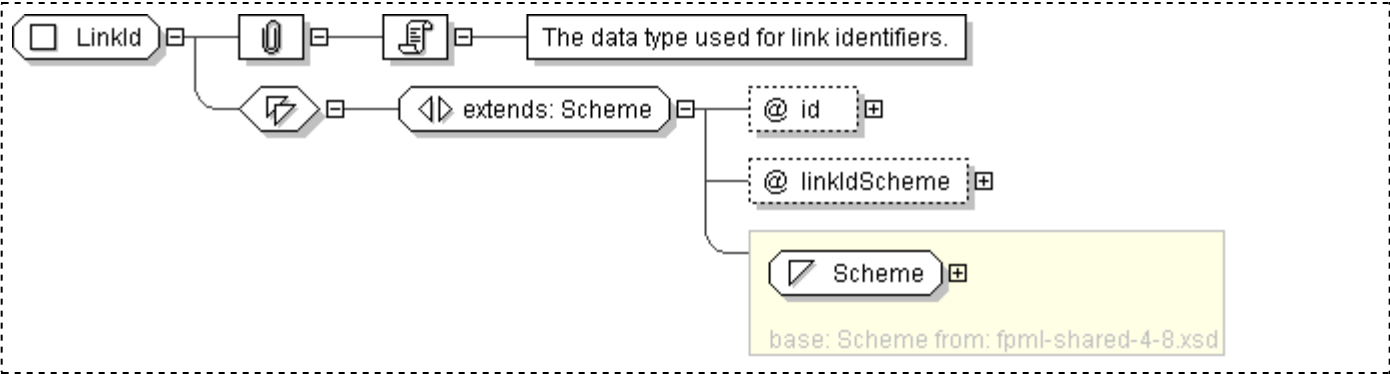 LinkId
The data type used for link identifiers.
extends: Scheme
@ id
@ linkIdScheme
Scheme
base: Scheme from: fpml-shared-4-8.xsd